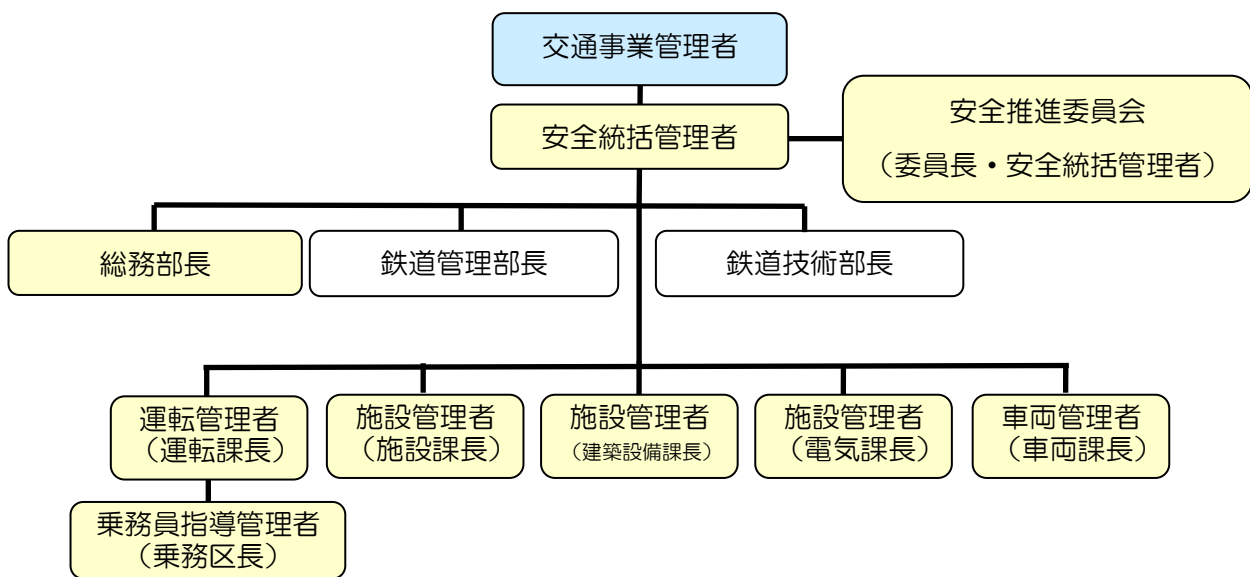 交通事業管理者
安全統括管理者
安全推進委員会
（委員長・安全統括管理者）
総務部長
鉄道管理部長
鉄道技術部長
運転管理者
（運転課長）
施設管理者
（施設課長）
施設管理者
（建築設備課長）
施設管理者
（電気課長）
車両管理者
（車両課長）
乗務員指導管理者
（乗務区長）